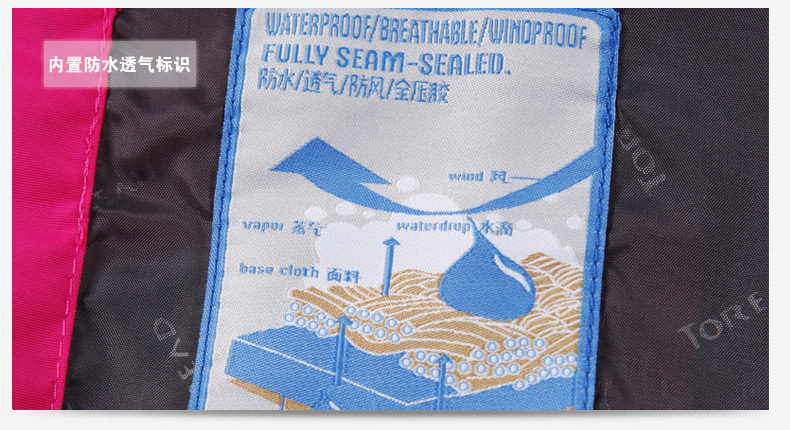 内置防水透气标识
WATERPROOF/BREATHABLE/WINDPROOF
FULLY SEAM-SEALED.
防水/透气/防风/全压胶
wind 风
vapor 蒸气
waterdrop 水滴
base cloth 面料
TORE